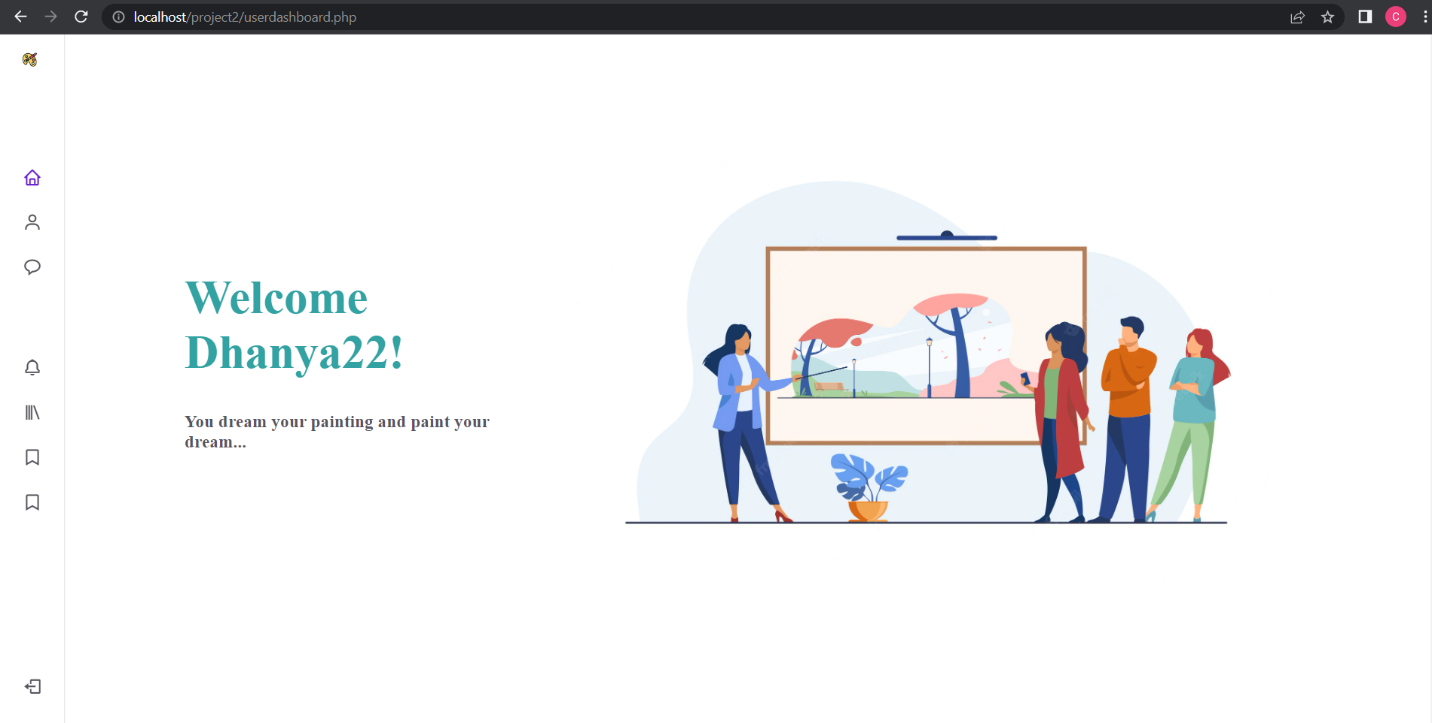 localhost/project2/userdashboard.php
C
Welcome
Dhanya22!
You dream your painting and paint your
dream...